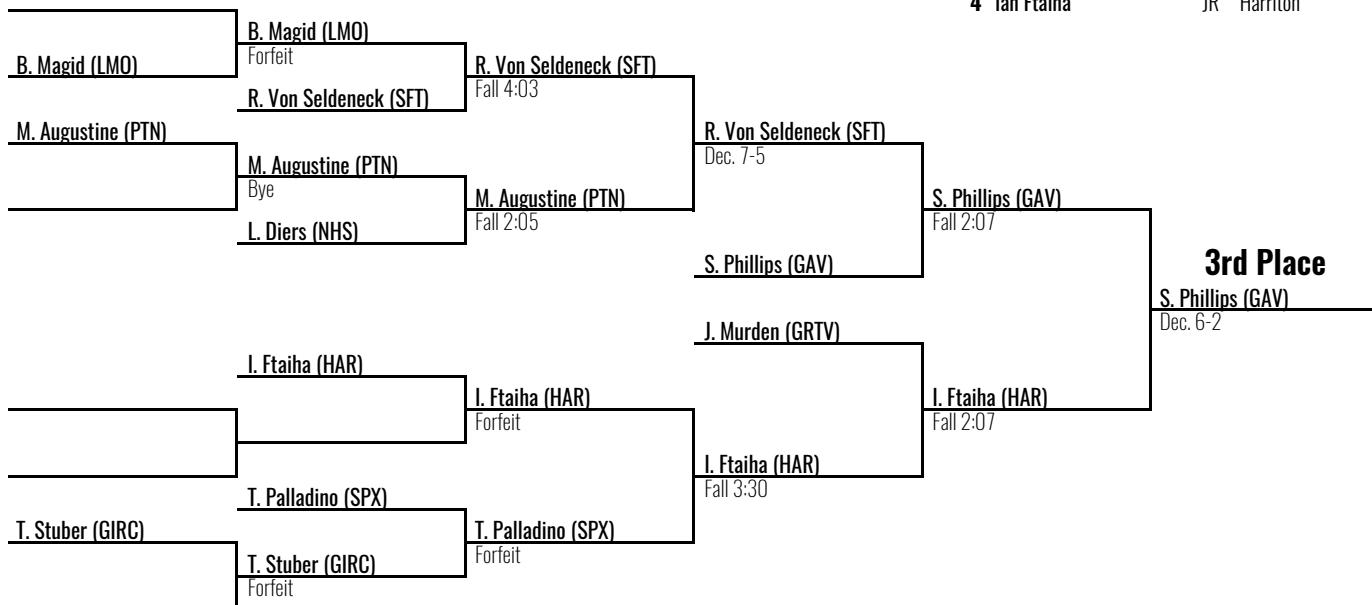 4 Ian Ftaiha JR Harriton
B. Magid (LMO)
Forfeit
B. Magid (LMO)
R. Von Seldeneck (SFT)
Fall 4:03
R. Von Seldeneck (SFT)
M. Augustine (PTN)
R. Von Seldeneck (SFT)
Dec. 7-5
M. Augustine (PTN)
Bye
M. Augustine (PTN)
Fall 2:05
S. Phillips (GAV)
Fall 2:07
L. Diers (NHS)
S. Phillips (GAV)
3rd Place
S. Phillips (GAV)
Dec. 6-2
J. Murden (GRTV)
I. Ftaiha (HAR)
I. Ftaiha (HAR)
Forfeit
I. Ftaiha (HAR)
Fall 2:07
I. Ftaiha (HAR)
Fall 3:30
T. Palladino (SPX)
T. Stuber (GIRC)
T. Palladino (SPX)
Forfeit
T. Stuber (GIRC)
Forfeit